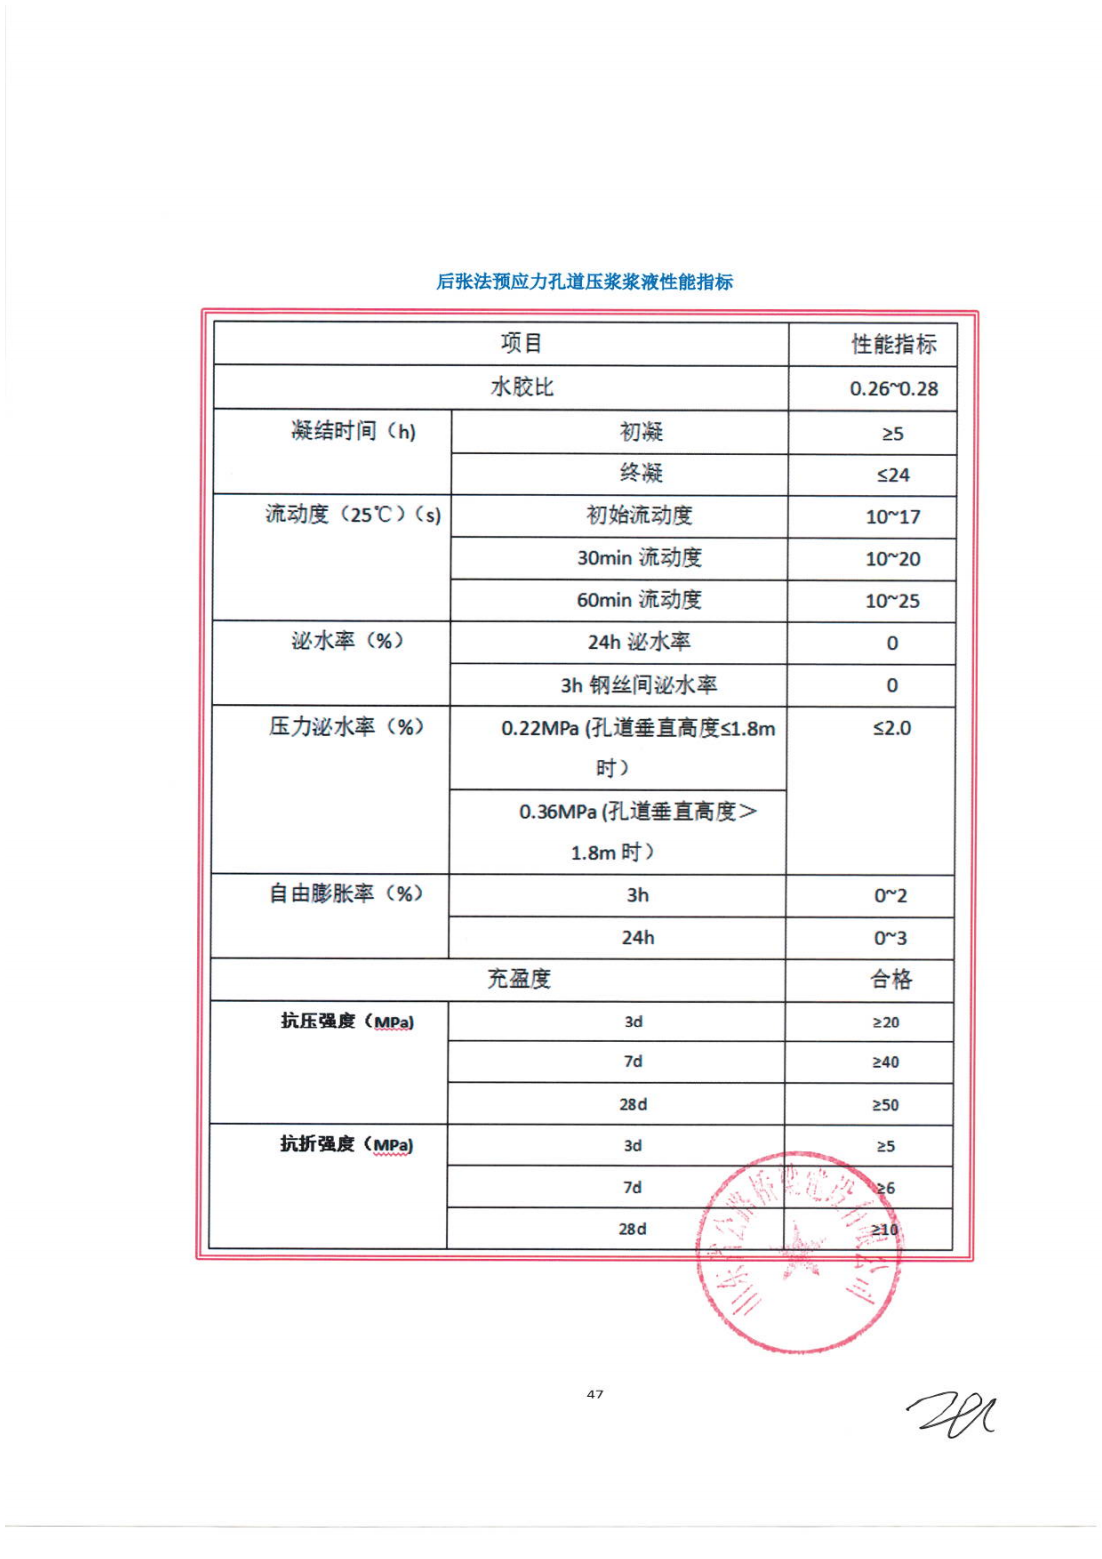 后张法预应力孔道压浆浆液性能指标
项目 性能指标
水胶比 0.26~0.28
凝结时间（h) 初凝 ≥5
终凝 ≤24
流动度（25℃）（s) 初始流动度 10~17
30min 流动度 10~20
60min 流动度 10~25
泌水率（%） 24h 泌水率 0
3h 钢丝间泌水率 0
压力泌水率（%） 0.22MPa (孔道垂直高度≤1.8m ≤2.0
时）
0.36MPa (孔道垂直高度＞
1.8m 时）
自由膨胀率（%） 3h 0~2
24h 0~3
充盈度 合格
抗压强度（MPa) 3d ≥20
7d ≥40
28d ≥50
抗折强度（MPa) 3d ≥5
7d ≥6
28d ≥10
47